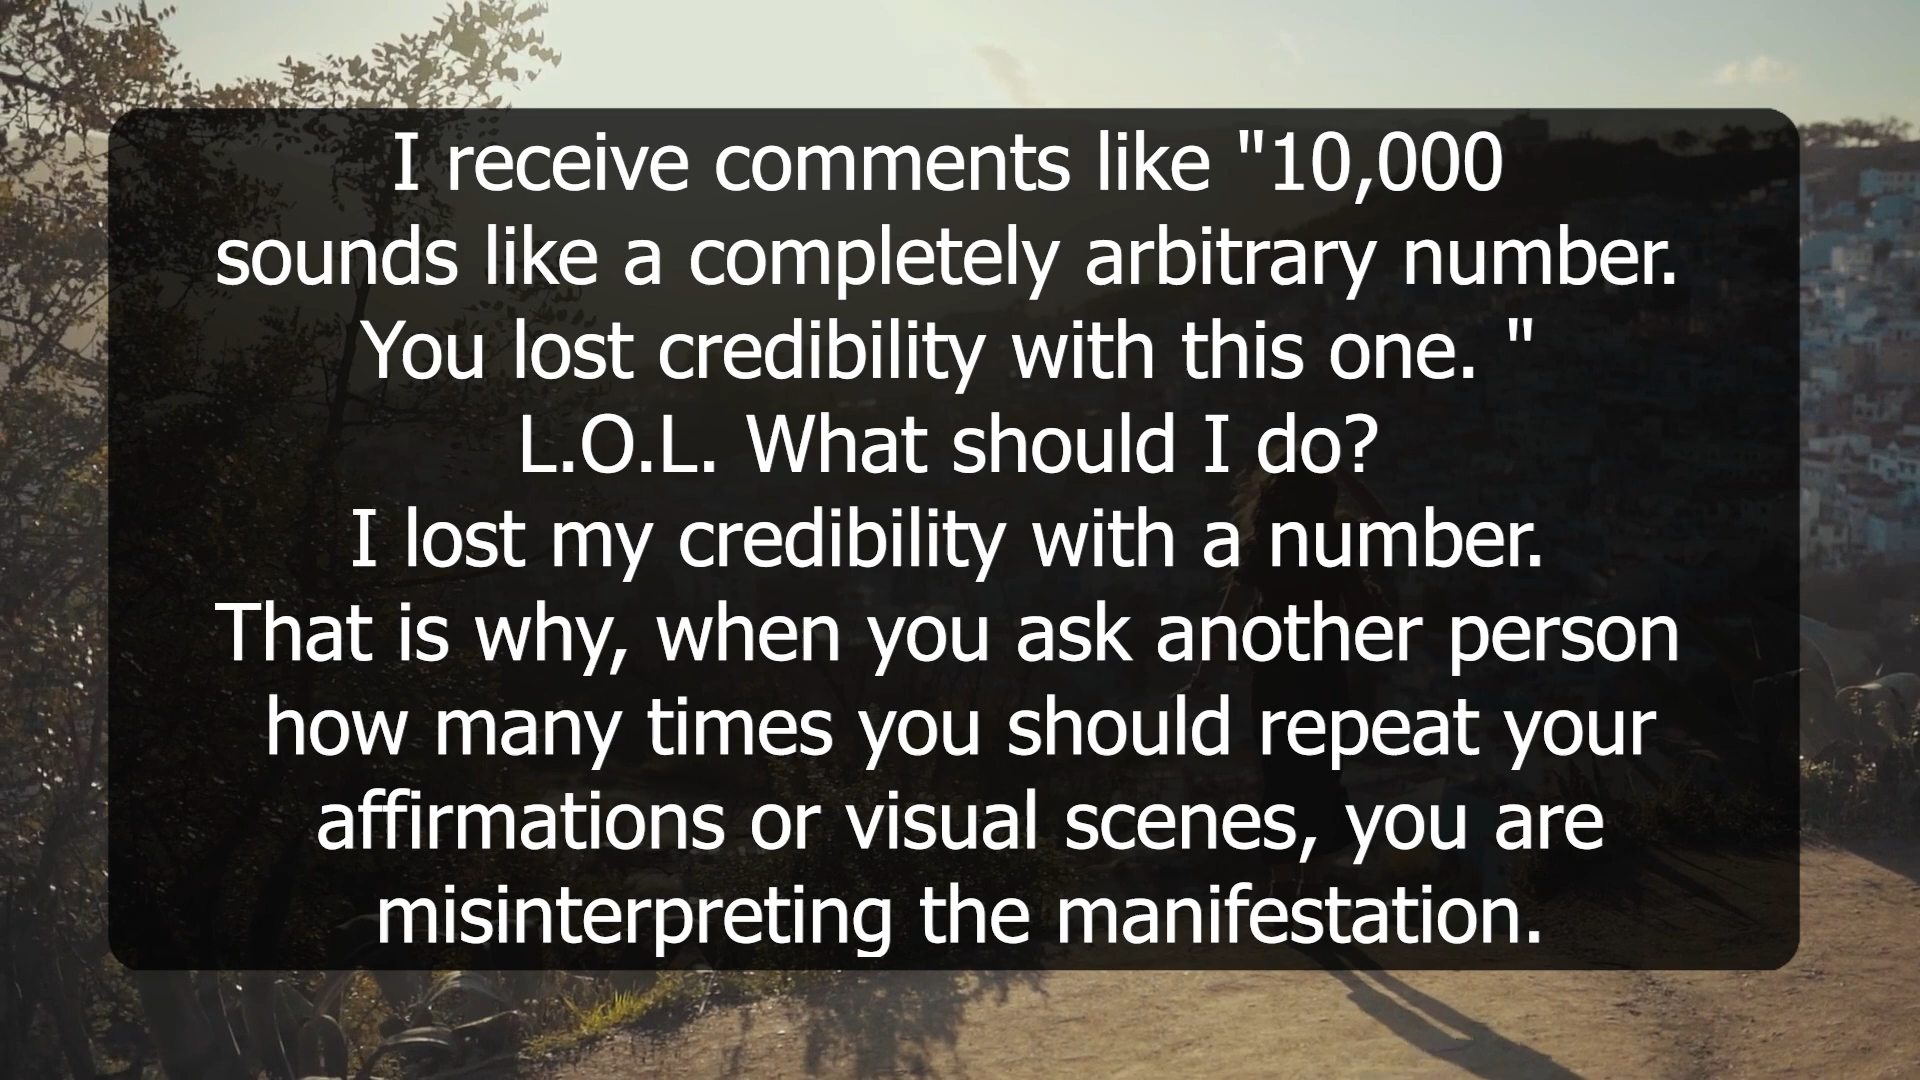 I receive comments like "10,000
sounds like a completely arbitrary number.
You lost credibility with this one. "
L.O.L. What should I do?
I lost my credibility with a number.
That is why, when you ask another person
how many times you should repeat your
affirmations or visual scenes, you are
misinterpreting the manifestation.